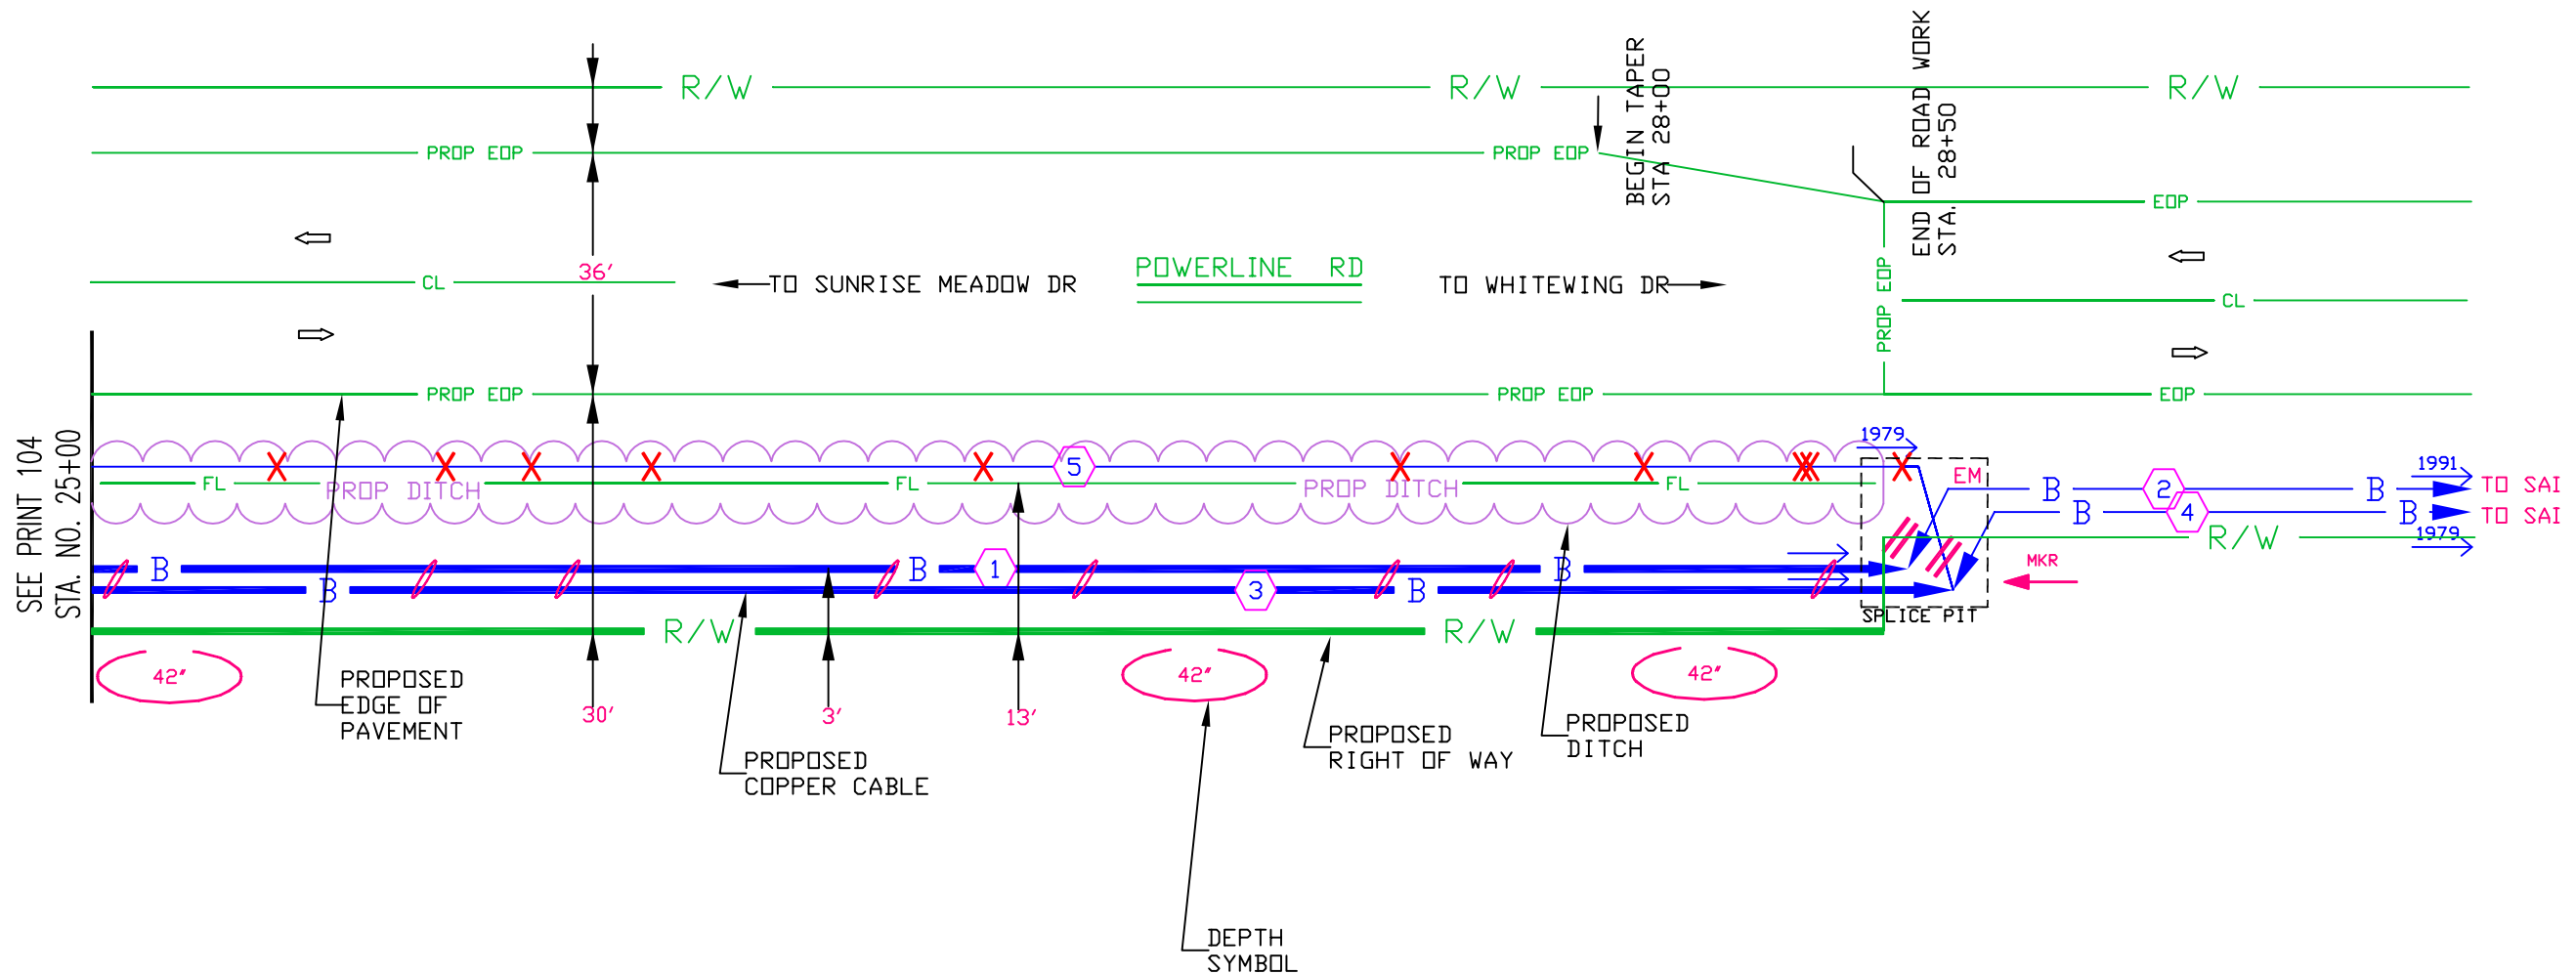 R/W
R/W
R/W
BEGIN TAPER
STA 28+00
END OF ROAD WORK
STA. 28+50
PROP EOP
PROP EOP
EOP
36'
CL
TO SUNRISE MEADOW DR
POWERLINE RD
TO WHITEWING DR
PROP EOP
CL
PROP EOP
PROP EOP
EOP
SEE PRINT 104
STA. NO. 25+00
1979
5
FL
PROP DITCH
FL
PROP DITCH
FL
EM
B
2
B
1991
TO SAI
B
4
B
TO SAI
R/W
1979
B
B
1
B
MKR
B
3
B
SPLICE PIT
R/W
R/W
42"
42"
42"
PROPOSED
EDGE OF
PAVEMENT
30'
3'
13'
PROPOSED
COPPER CABLE
PROPOSED
RIGHT OF WAY
PROPOSED
DITCH
DEPTH
SYMBOL